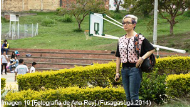 Imagen 10 [Fotografía de Ana Rey]. (Fusagasugá. 2014)